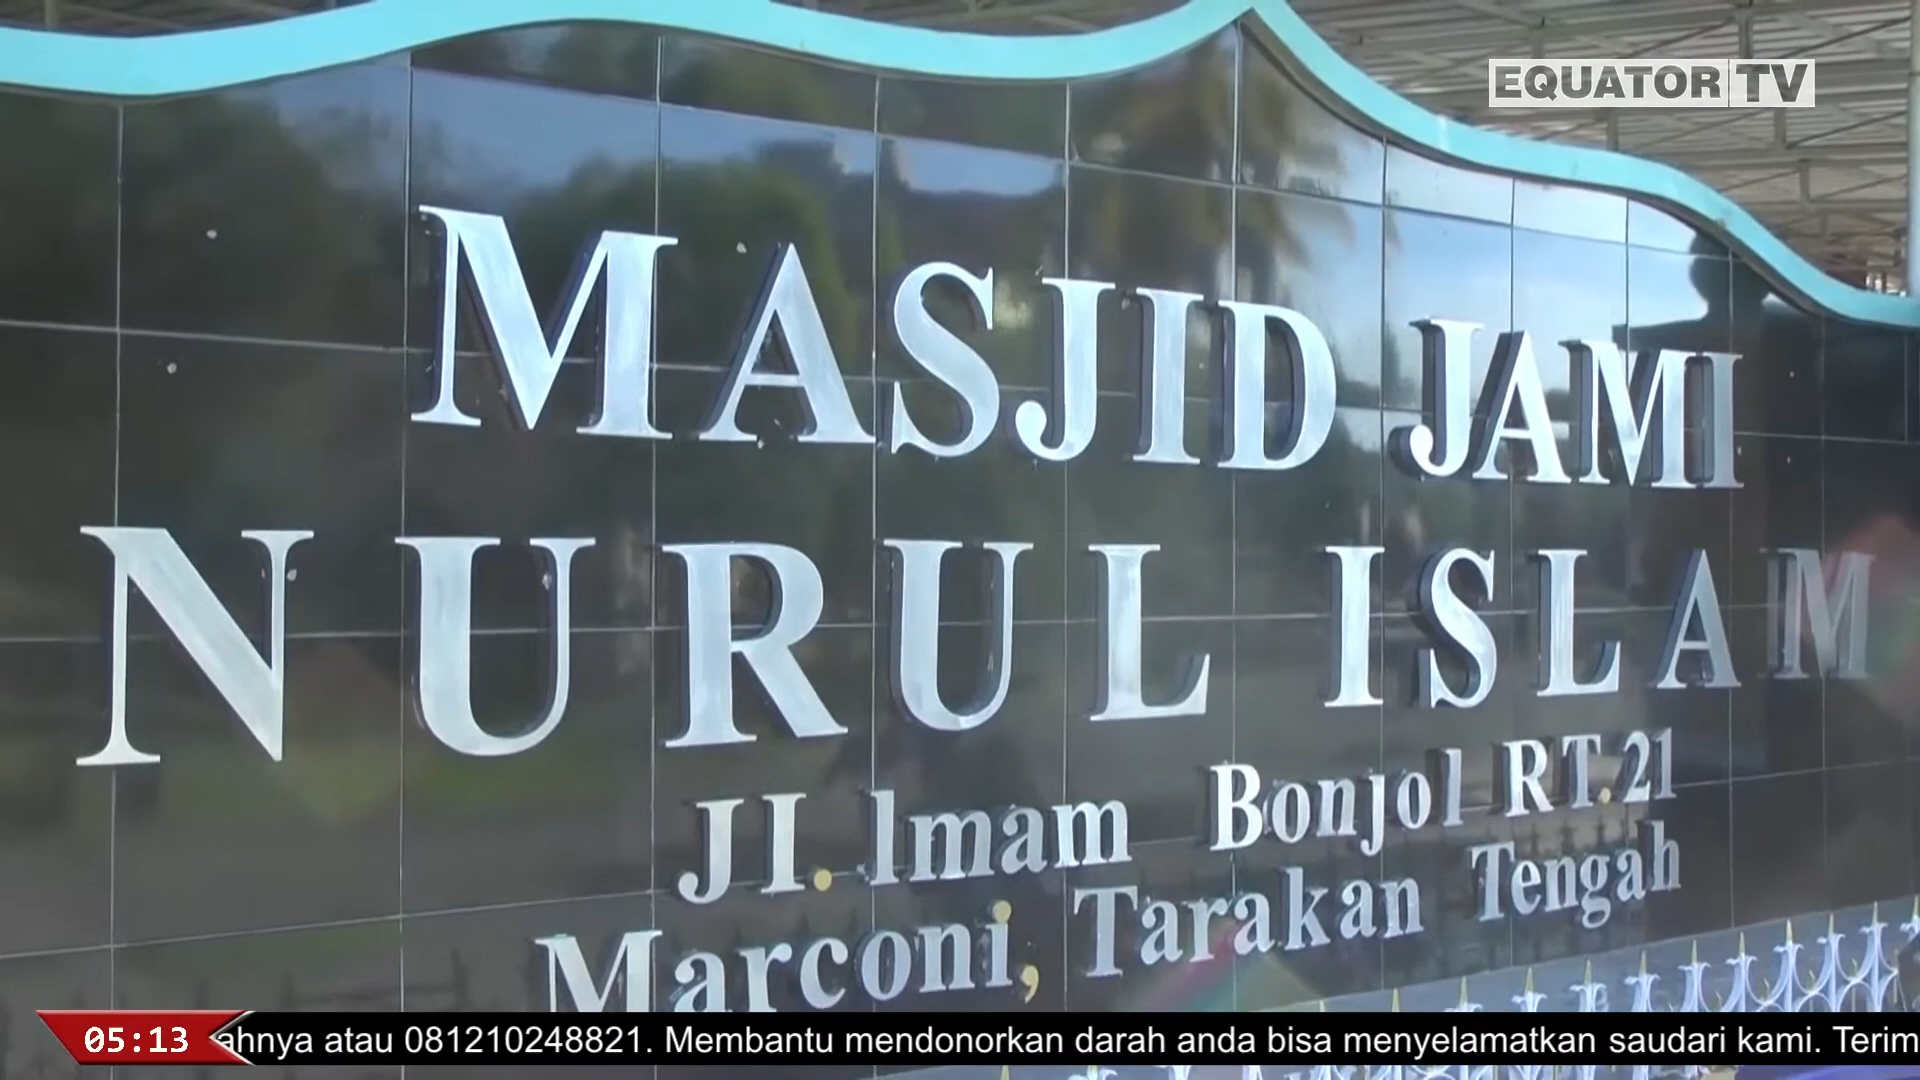 EQUATOR TV
MASJID JAMI
NURUL ISLAM
Jl. Imam Bonjol RT.21
Marconi, Tarakan Tengah
05:13
ahnya atau 081210248821. Membantu mendonorkan darah anda bisa menyelamatkan saudari kami. Terim